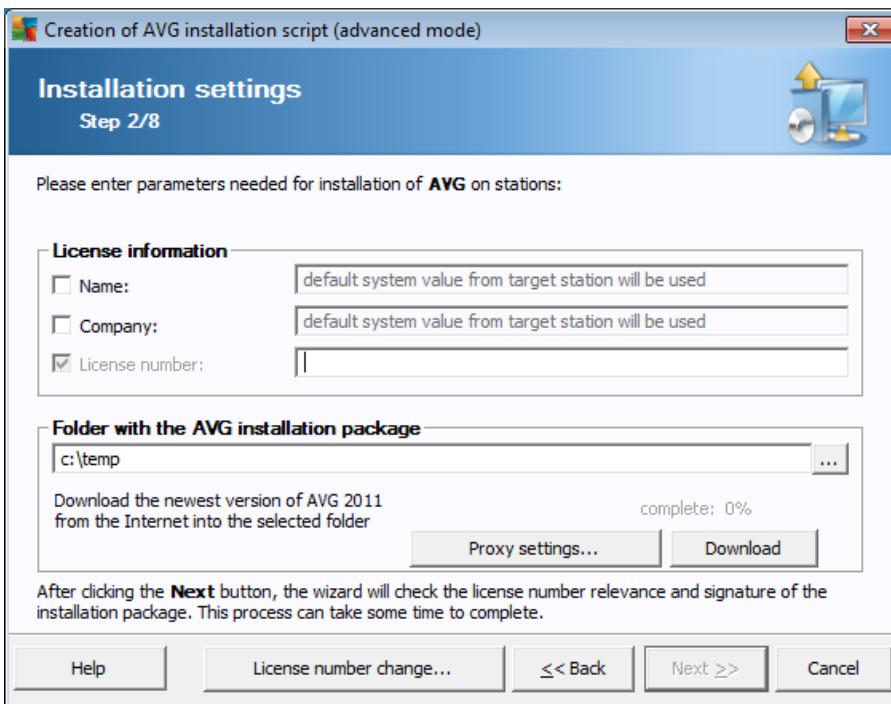 Creation of AVG installation script (advanced mode)
Installation settings
Step 2/8
Please enter parameters needed for installation of AVG on stations:
License information
Name: default system value from target station will be used
Company: default system value from target station will be used
License number:
Folder with the AVG installation package
c:\temp ...
Download the newest version of AVG 2011
from the Internet into the selected folder
complete: 0%
Proxy settings... Download
After clicking the Next button, the wizard will check the license number relevance and signature of the
installation package. This process can take some time to complete.
Help License number change... << Back Next >> Cancel